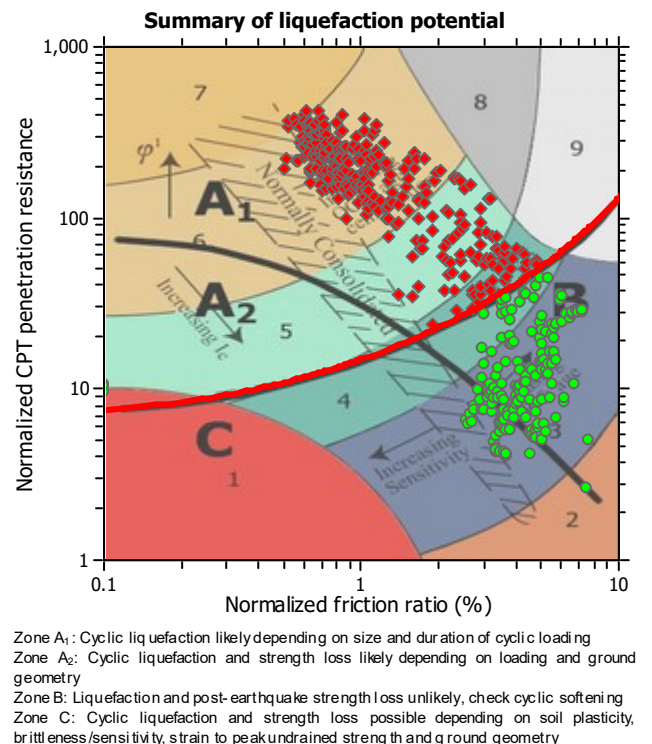 Summary of liquefaction potential
Normalized CPT penetration resistance
1,000
100
10
1
7
8
9
φ'
A1
6
Normally Consolidated
A2
Increasing Ic
5
B
4
C
1
3
Increasing
Sensitivity
2
0.1
1
10
Normalized friction ratio (%)
Zone A1: Cyclic liquefaction likely depending on size and duration of cyclic loading
Zone A2: Cyclic liquefaction and strength loss likely depending on loading and ground
geometry
Zone B: Liquefaction and post-earthquake strength loss unlikely, check cyclic softening
Zone C: Cyclic liquefaction and strength loss possible depending on soil plasticity,
brittleness/sensitivity, strain to peak undrained strength and ground geometry